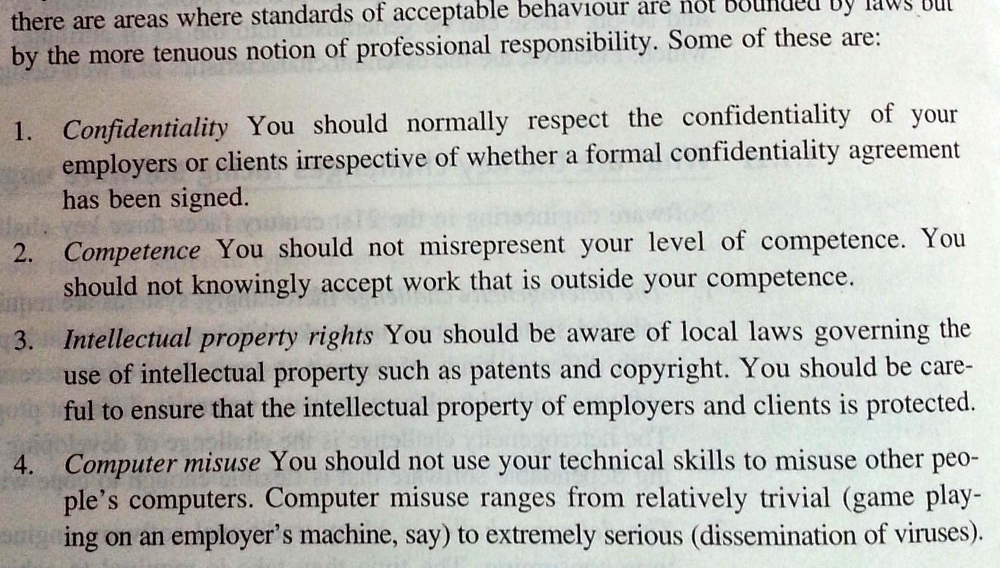 there are areas where standards of acceptable behaviour are not bounded by laws but
by the more tenuous notion of professional responsibility. Some of these are:
1. Confidentiality You should normally respect the confidentiality of your
employers or clients irrespective of whether a formal confidentiality agreement
has been signed.
2. Competence You should not misrepresent your level of competence. You
should not knowingly accept work that is outside your competence.
3. Intellectual property rights You should be aware of local laws governing the
use of intellectual property such as patents and copyright. You should be care-
ful to ensure that the intellectual property of employers and clients is protected.
4. Computer misuse You should not use your technical skills to misuse other peo-
ple's computers. Computer misuse ranges from relatively trivial (game play-
ing on an employer's machine, say) to extremely serious (dissemination of viruses).